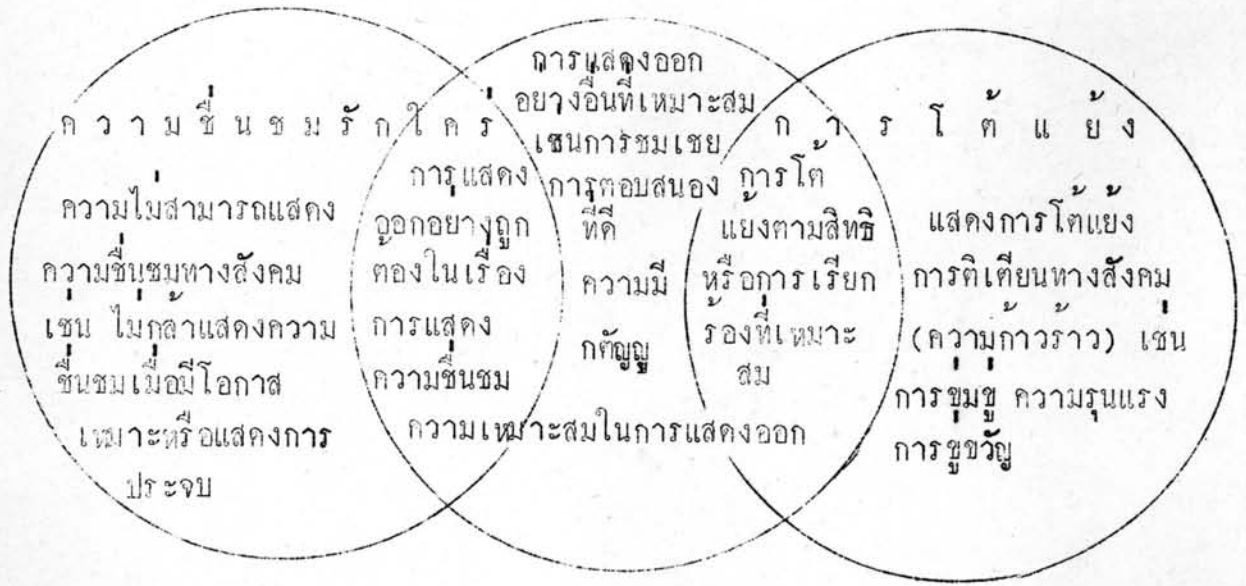 ความชื่นชมรักใคร่
ความไม่สามารถแสดง
ความชื่นชมทางสังคม
เช่น ไม่กล้าแสดงความ
ชื่นชมเมื่อมีโอกาส
เหมาะหรือแสดงการ
ประจบ
การแสดง
ออกอย่างถูก
ต้องในเรื่อง
การแสดง
ความชื่นชม
การแสดงออก
อย่างอื่นที่เหมาะสม
เช่นการชมเชย
การตอบสนอง
ที่ดี
ความมี
กตัญญู
ความเหมาะสมในการแสดงออก
การโต้
แย้งตามสิทธิ
หรือการเรียก
ร้องที่เหมาะ
สม
การโต้แย้ง
แสดงการโต้แย้ง
การติเตียนทางสังคม
(ความก้าวร้าว) เช่น
การข่มขู่ ความรุนแรง
การขู่ขวัญ